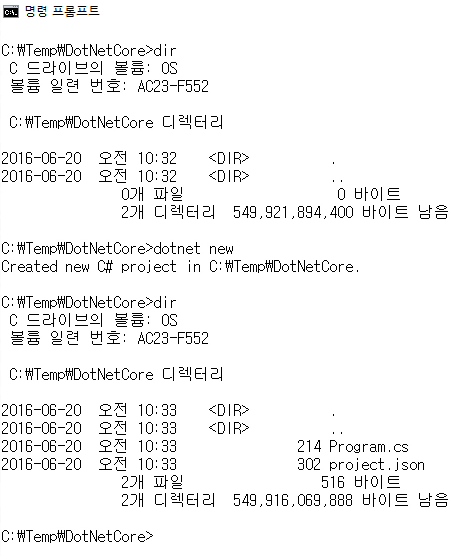 명령 프롬프트
C:₩Temp₩DotNetCore>dir
C 드라이브의 볼륨: OS
볼륨 일련 번호: AC23-F552
C:₩Temp₩DotNetCore 디렉터리
2016-06-20 오전 10:32 <DIR> .
2016-06-20 오전 10:32 <DIR> ..
0개 파일 0 바이트
2개 디렉터리 549,921,894,400 바이트 남음
C:₩Temp₩DotNetCore>dotnet new
Created new C# project in C:₩Temp₩DotNetCore.
C:₩Temp₩DotNetCore>dir
C 드라이브의 볼륨: OS
볼륨 일련 번호: AC23-F552
C:₩Temp₩DotNetCore 디렉터리
2016-06-20 오전 10:33 <DIR> .
2016-06-20 오전 10:33 <DIR> ..
2016-06-20 오전 10:33 214 Program.cs
2016-06-20 오전 10:33 302 project.json
2개 파일 516 바이트
2개 디렉터리 549,916,069,888 바이트 남음
C:₩Temp₩DotNetCore>